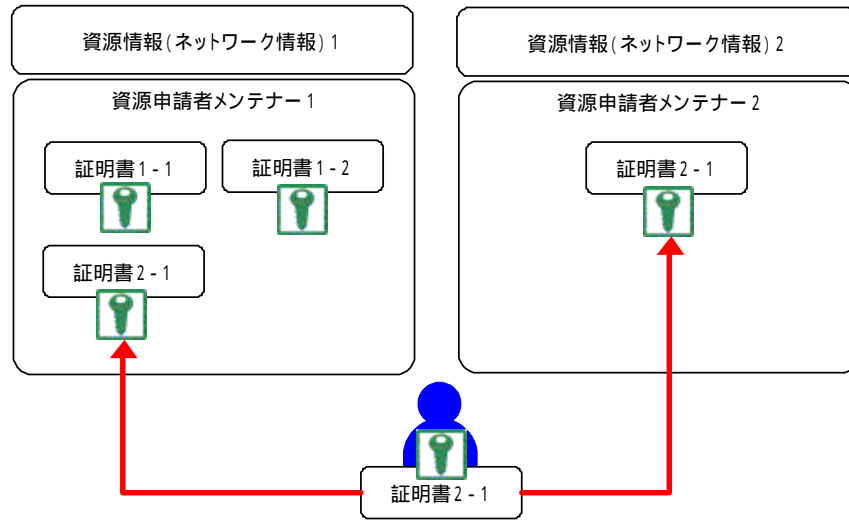 資源情報(ネットワーク情報)1
資源情報(ネットワーク情報)2
資源申請者メンテナー1
資源申請者メンテナー2
証明書1-1
証明書1-2
証明書2-1
証明書2-1
証明書2-1